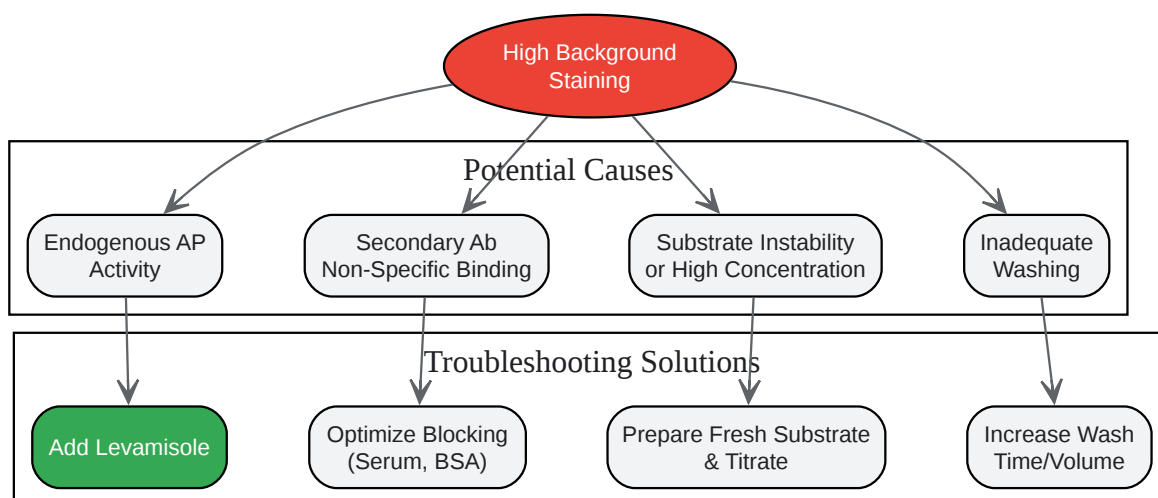 High Background
Staining
Potential Causes
Endogenous AP
Activity
Secondary Ab
Non-Specific Binding
Substrate Instability
or High Concentration
Inadequate
Washing
Troubleshooting Solutions
Add Levamisole
Optimize Blocking
(Serum, BSA)
Prepare Fresh Substrate
& Titrate
Increase Wash
Time/Volume